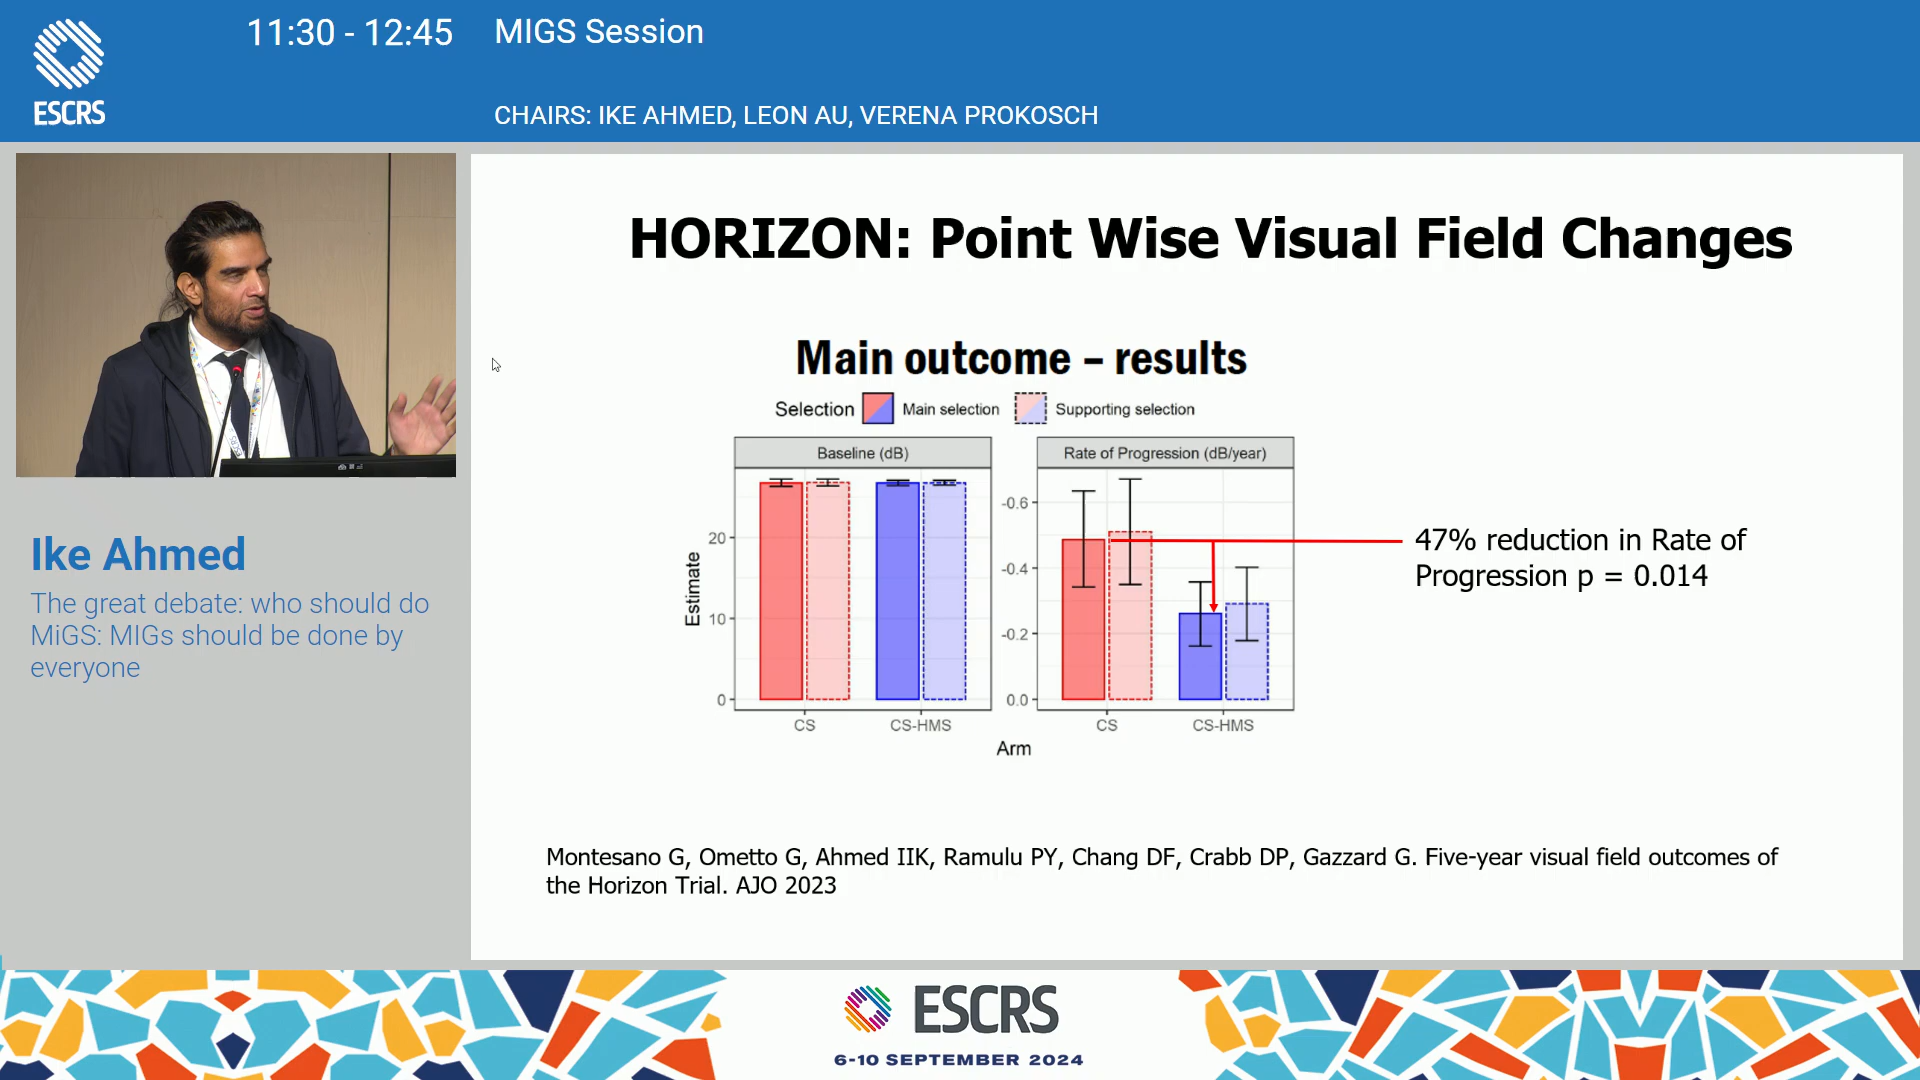 11:30 - 12:45
MIGS Session
ESCRS
CHAIRS: IKE AHMED, LEON AU, VERENA PROKOSCH
HORIZON: Point Wise Visual Field Changes
Main outcome – results
Selection
Main selection
Supporting selection
Baseline (dB)
Rate of Progression (dB/year)
Estimate
20
10
0
-0.6
-0.4
-0.2
0.0
CS
CS-HMS
CS
CS-HMS
Arm
47% reduction in Rate of
Progression p = 0.014
Ike Ahmed
The great debate: who should do
MiGS: MIGs should be done by
everyone
Montesano G, Ometto G, Ahmed IIK, Ramulu PY, Chang DF, Crabb DP, Gazzard G. Five-year visual field outcomes of
the Horizon Trial. AJO 2023
ESCRS
6-10 SEPTEMBER 2024